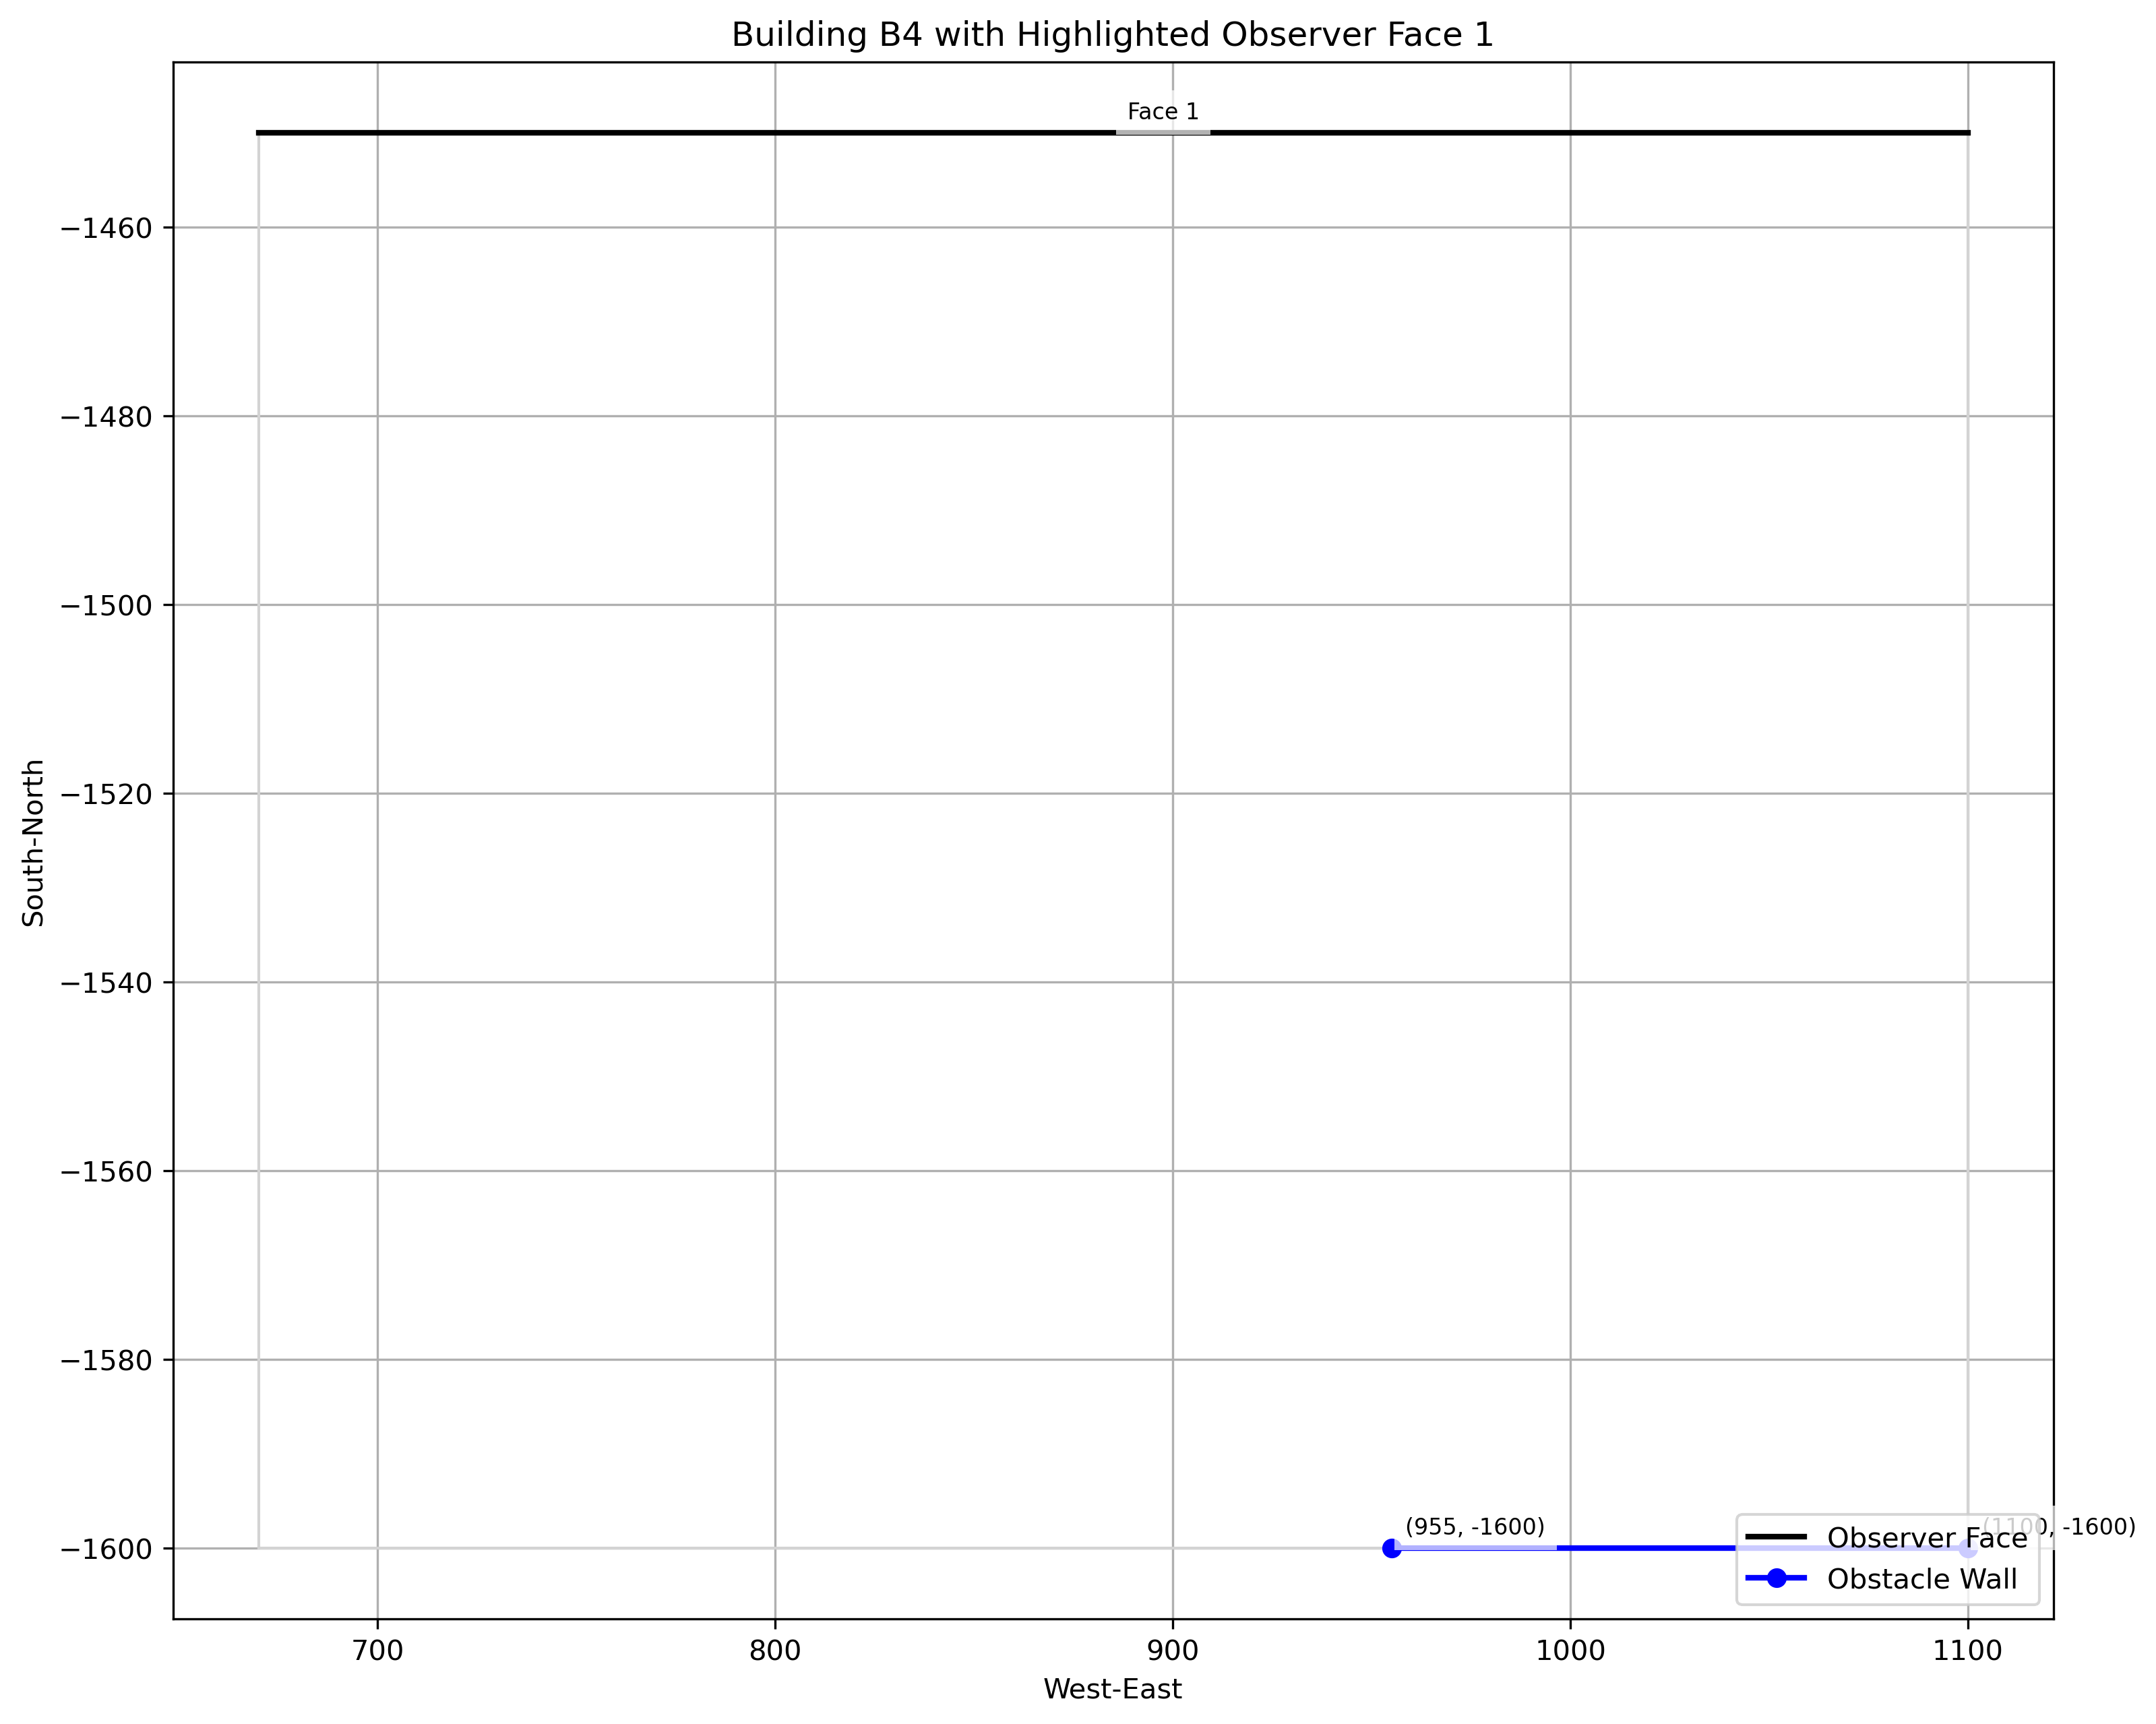 Building B4 with Highlighted Observer Face 1
Face 1
−1460
−1480
−1500
−1520
−1540
−1560
−1580
−1600
South-North
(955, -1600)
(1100, -1600)
Observer Face
Obstacle Wall
700
800
900
1000
1100
West-East